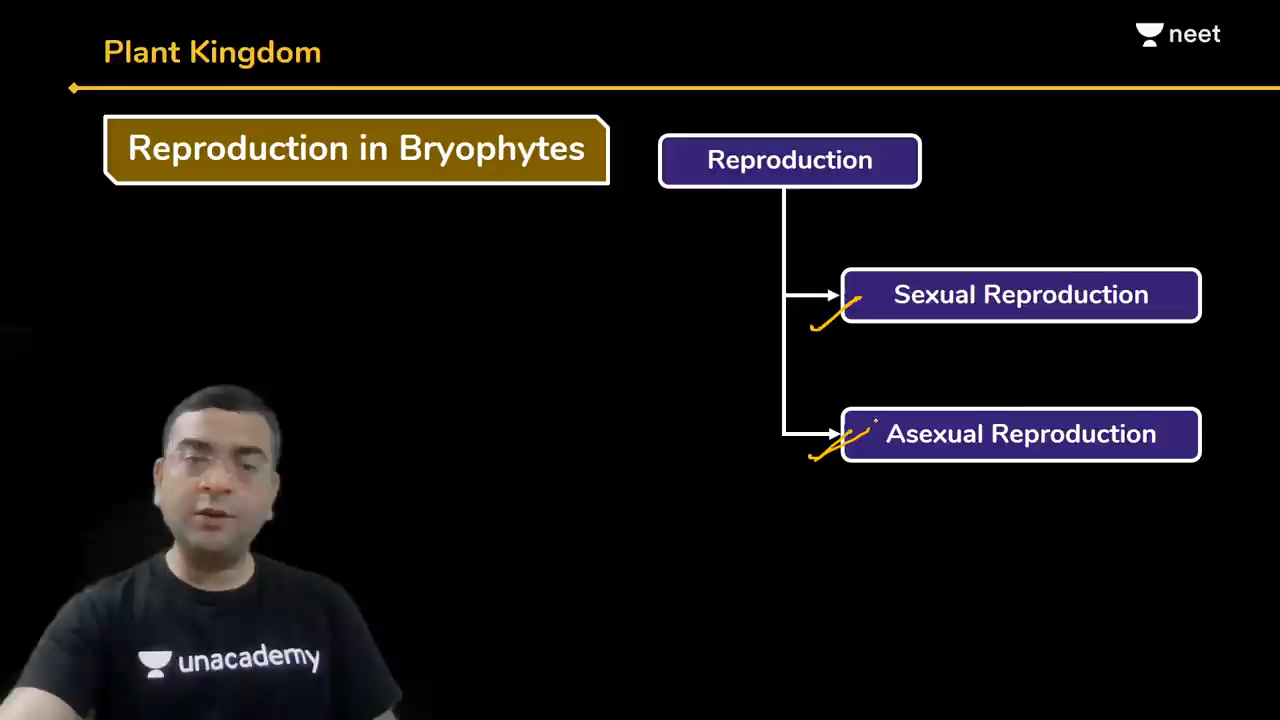 Plant Kingdom
neet
Reproduction in Bryophytes
Reproduction
Sexual Reproduction
Asexual Reproduction
unacademy